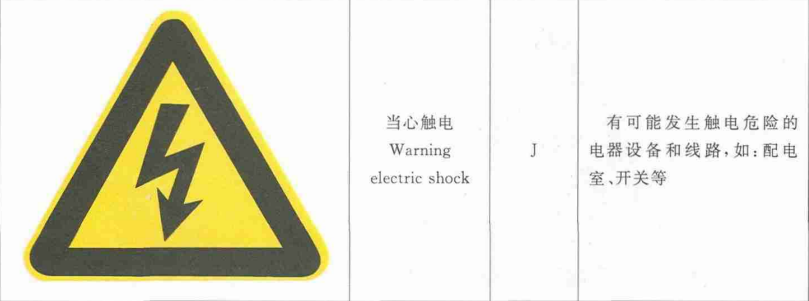 当心触电
Warning
electric shock
J
有可能发生触电危险的
电器设备和线路,如:配电
室、开关等